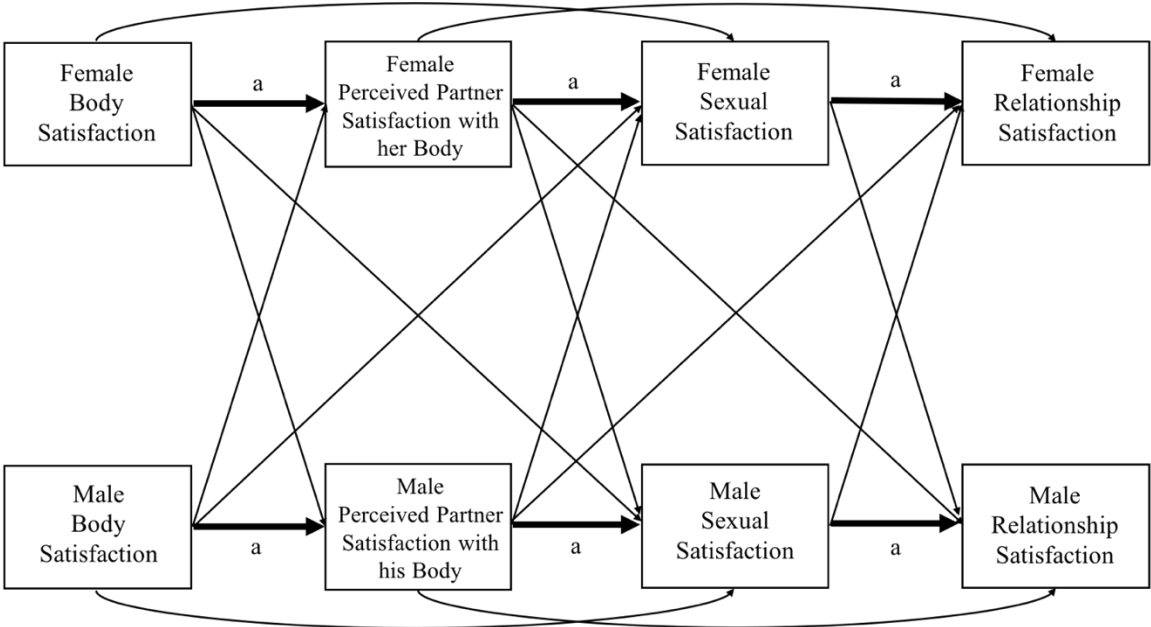 Female
Body
Satisfaction
a
Female
Perceived Partner
Satisfaction with
her Body
a
Female
Sexual
Satisfaction
a
Female
Relationship
Satisfaction
Male
Body
Satisfaction
a
Male
Perceived Partner
Satisfaction with
his Body
a
Male
Sexual
Satisfaction
a
Male
Relationship
Satisfaction